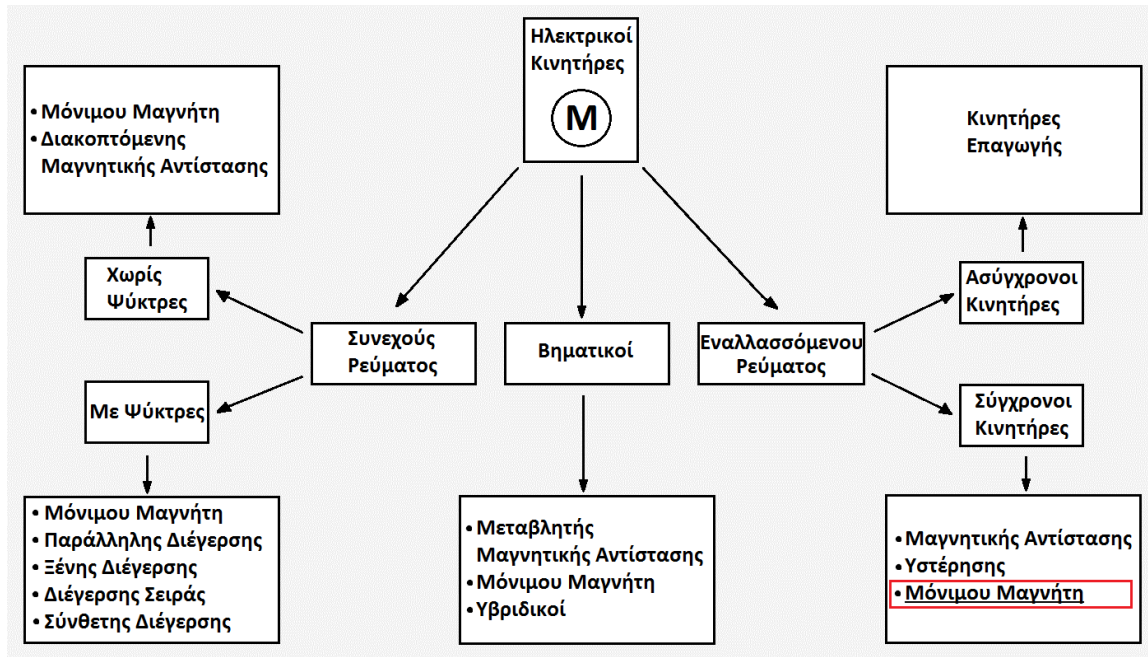 Ηλεκτρικοί
Κινητήρες
M
• Μόνιμου Μαγνήτη
• Διακοπτόμενης
Μαγνητικής Αντίστασης
Κινητήρες
Επαγωγής
Χωρίς
Ψύκτρες
Ασύγχρονοι
Κινητήρες
Συνεχούς
Ρεύματος
Βηματικοί
Εναλλασσόμενου
Ρεύματος
Με Ψύκτρες
Σύγχρονοι
Κινητήρες
• Μόνιμου Μαγνήτη
• Παράλληλης Διέγερσης
• Ξένης Διέγερσης
• Διέγερσης Σειράς
• Σύνθετης Διέγερσης
• Μεταβλητής
Μαγνητικής Αντίστασης
• Μόνιμου Μαγνήτη
• Υβριδικοί
• Μαγνητικής Αντίστασης
• Υστέρησης
• Μόνιμου Μαγνήτη